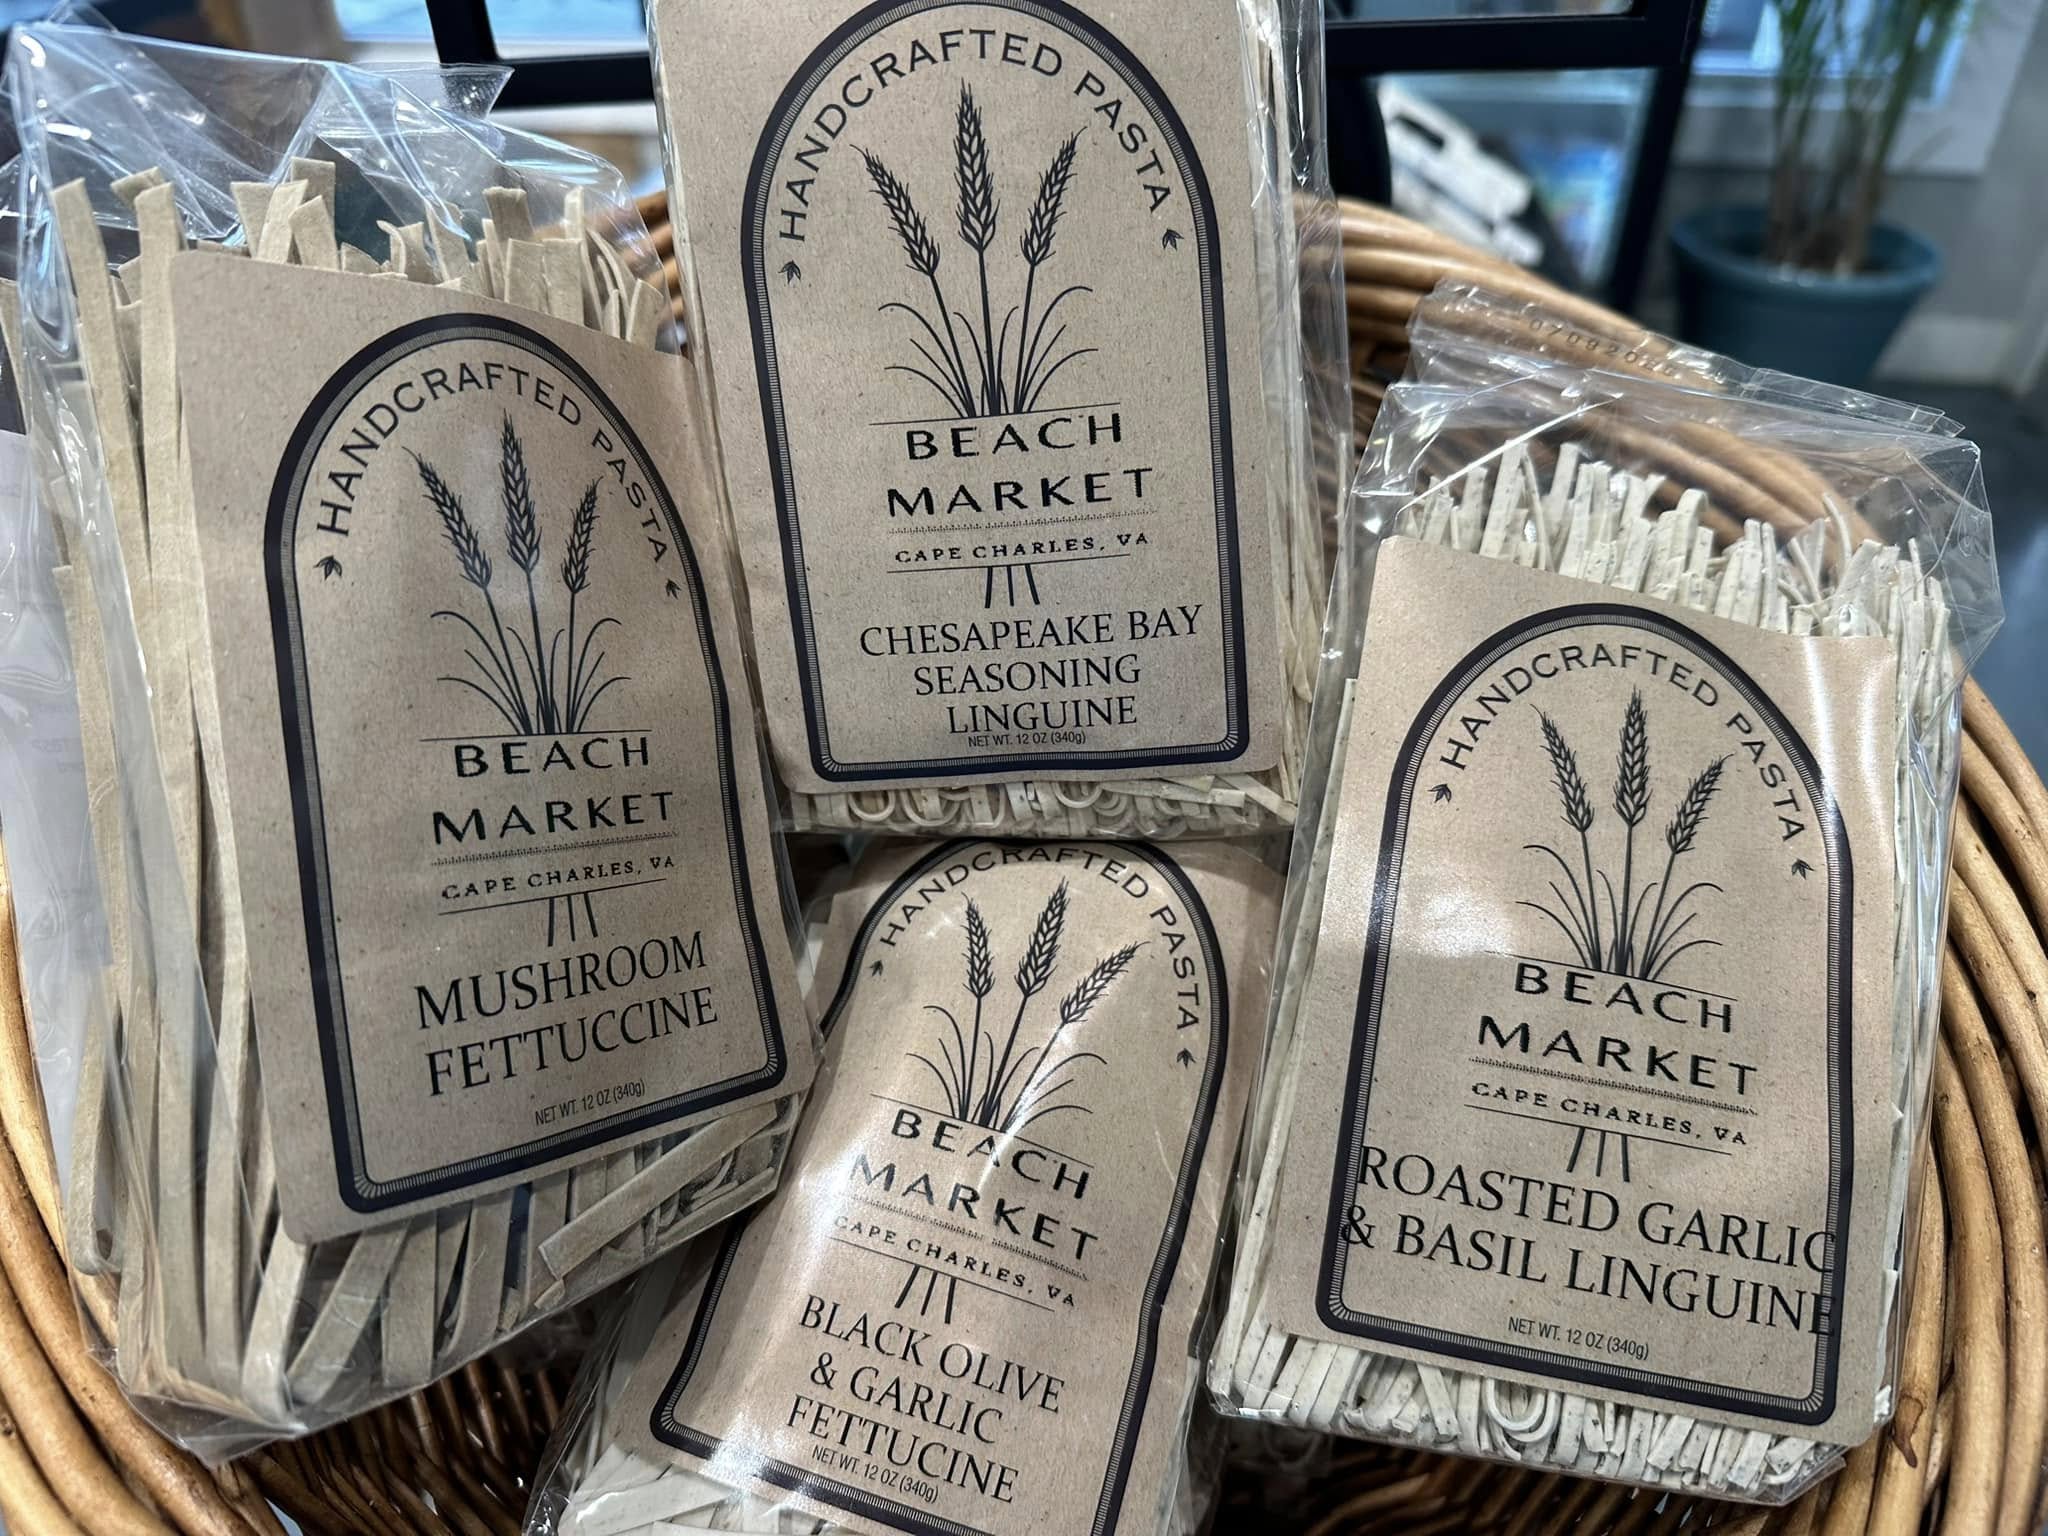 HANDCRAFTED PASTA
BEACH
MARKET
CAPE CHARLES, VA
MUSHROOM
FETTUCCINE
NET WT. 12 OZ (340g)
HANDCRAFTED PASTA
BEACH
MARKET
CAPE CHARLES, VA
CHESAPEAKE BAY
SEASONING
LINGUINE
NET WT. 12 OZ (340g)
HANDCRAFTED PASTA
BEACH
MARKET
CAPE CHARLES, VA
BLACK OLIVE
& GARLIC
FETTUCINE
NET WT. 12 OZ (340g)
HANDCRAFTED PASTA
BEACH
MARKET
CAPE CHARLES, VA
ROASTED GARLIC
& BASIL LINGUINE
NET WT. 12 OZ (340g)